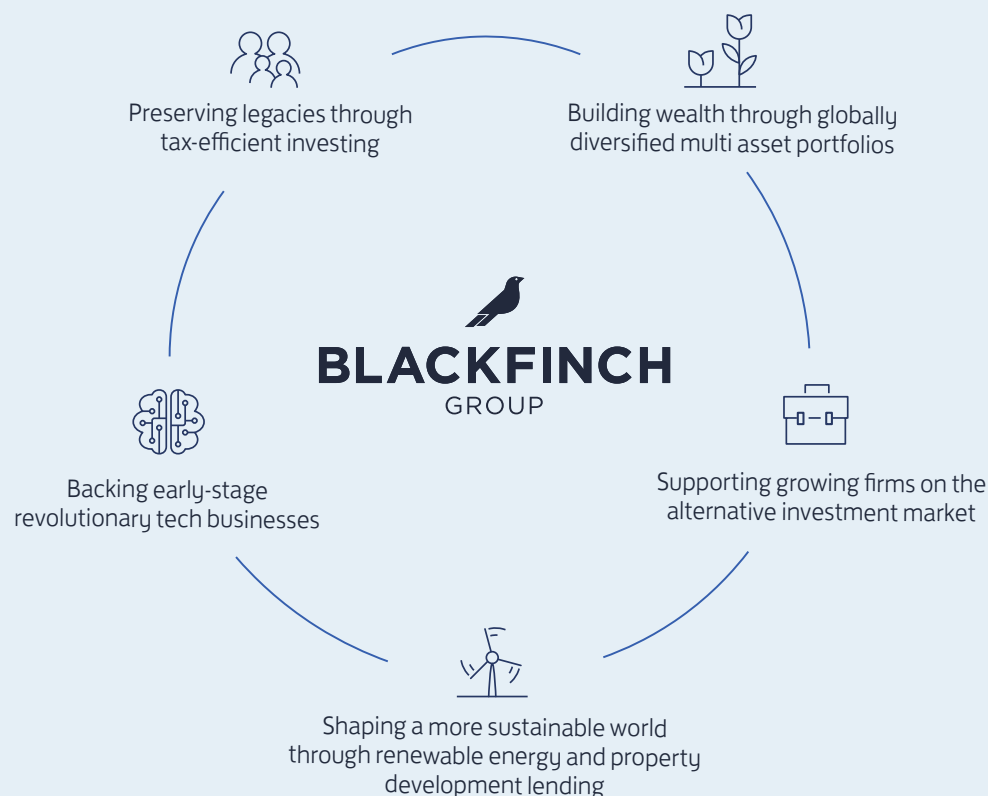 Preserving legacies through
tax-efficient investing
Building wealth through globally
diversified multi asset portfolios
BLACKFINCH
GROUP
Backing early-stage
revolutionary tech businesses
Supporting growing firms on the
alternative investment market
Shaping a more sustainable world
through renewable energy and property
development lending